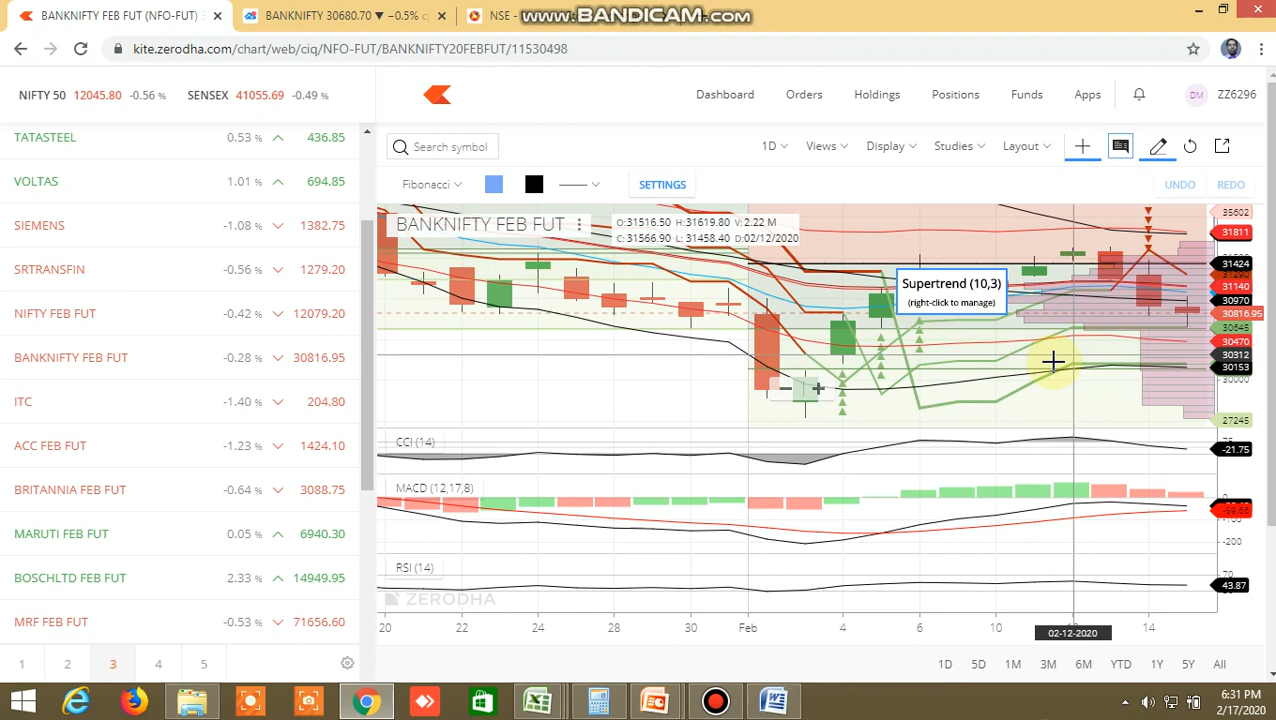 BANKNIFTY FEB FUT (NFO-FUT)
BANKNIFTY 30680.70 ▼ −0.5%
NSE -
www.BANDICAM.com
kite.zerodha.com/chart/web/ciq/NFO-FUT/BANKNIFTY20FEBFUT/11530498
NIFTY 50 12045.80 -0.56 % SENSEX 41055.69 -0.49 %
Dashboard Orders Holdings Positions Funds Apps DM ZZ6296
TATASTEEL 0.53 % 436.85
VOLTAS 1.01 % 694.85
SIEMENS -1.08 % 1382.75
SRTRANSFIN -0.56 % 1279.20
NIFTY FEB FUT -0.42 % 12079.20
BANKNIFTY FEB FUT -0.28 % 30816.95
ITC -1.40 % 204.80
ACC FEB FUT -1.23 % 1424.10
BRITANNIA FEB FUT -0.64 % 3088.75
MARUTI FEB FUT 0.05 % 6940.30
BOSCHLTD FEB FUT 2.33 % 14949.95
MRF FEB FUT -0.53 % 71656.60
1 2 3 4 5
Search symbol 1D Views Display Studies Layout
Fibonacci SETTINGS UNDO REDO
BANKNIFTY FEB FUT
O:31516.50 H:31619.80 V:2.22 M
C:31566.90 L:31458.40 D:02/12/2020
Supertrend (10,3)
(right-click to manage)
35602
31811
31424
31140
30970
30816.95
30645
30470
30312
30153
30000
27245
CCI (14)
-21.75
MACD (12,17,8)
0
-59.66
-200
RSI (14)
70
43.87
ZERODHA
20 22 24 28 30 Feb 4 6 10 14
02-12-2020
1D 5D 1M 3M 6M YTD 1Y 5Y All
6:31 PM
2/17/2020